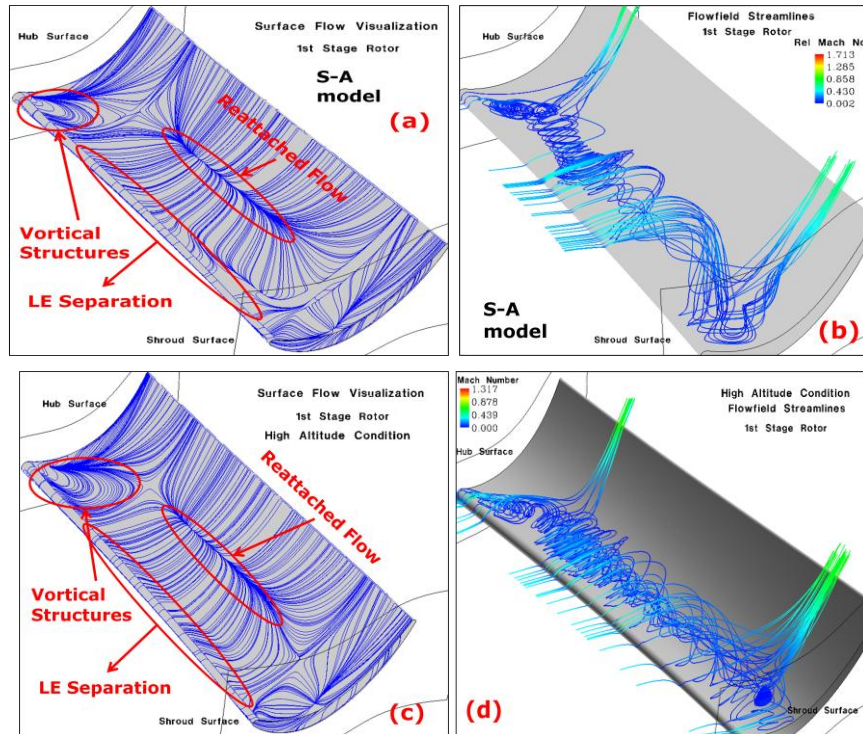 (a)
Surface Flow Visualization
Hub Surface
1st Stage Rotor
S-A
model
Reattached Flow
Vortical
Structures
LE Separation
Shroud Surface
Flowfield Streamlines
1st Stage Rotor
Hub Surface
Rel Mach No
1.713
1.285
0.858
0.430
0.002
S-A
model
Shroud Surface
(b)
Surface Flow Visualization
Hub Surface
1st Stage Rotor
High Altitude Condition
Reattached Flow
Vortical
Structures
LE Separation
Shroud Surface
(c)
Mach Number
1.317
0.878
0.439
0.000
High Altitude Condition
Flowfield Streamlines
1st Stage Rotor
Hub Surface
Shroud Surface
(d)